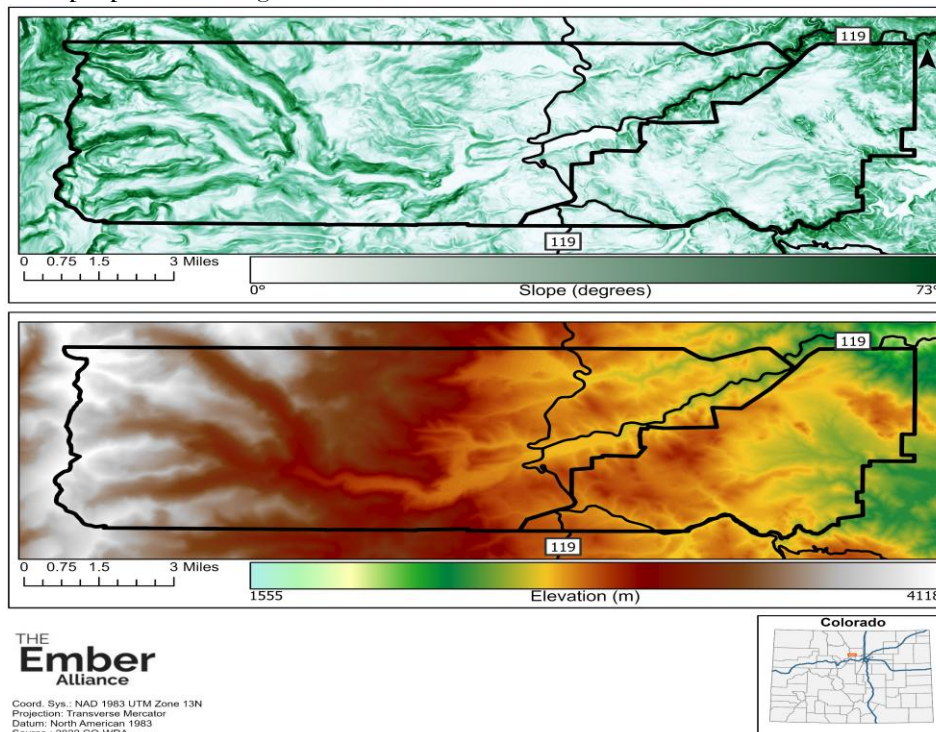 119
119
0 0.75 1.5 3 Miles
0° Slope (degrees) 73°
119
119
0 0.75 1.5 3 Miles
1555 Elevation (m) 4118
THE
Ember
Alliance
Colorado
Coord. Sys.: NAD 1983 UTM Zone 13N
Projection: Transverse Mercator
Datum: North American 1983